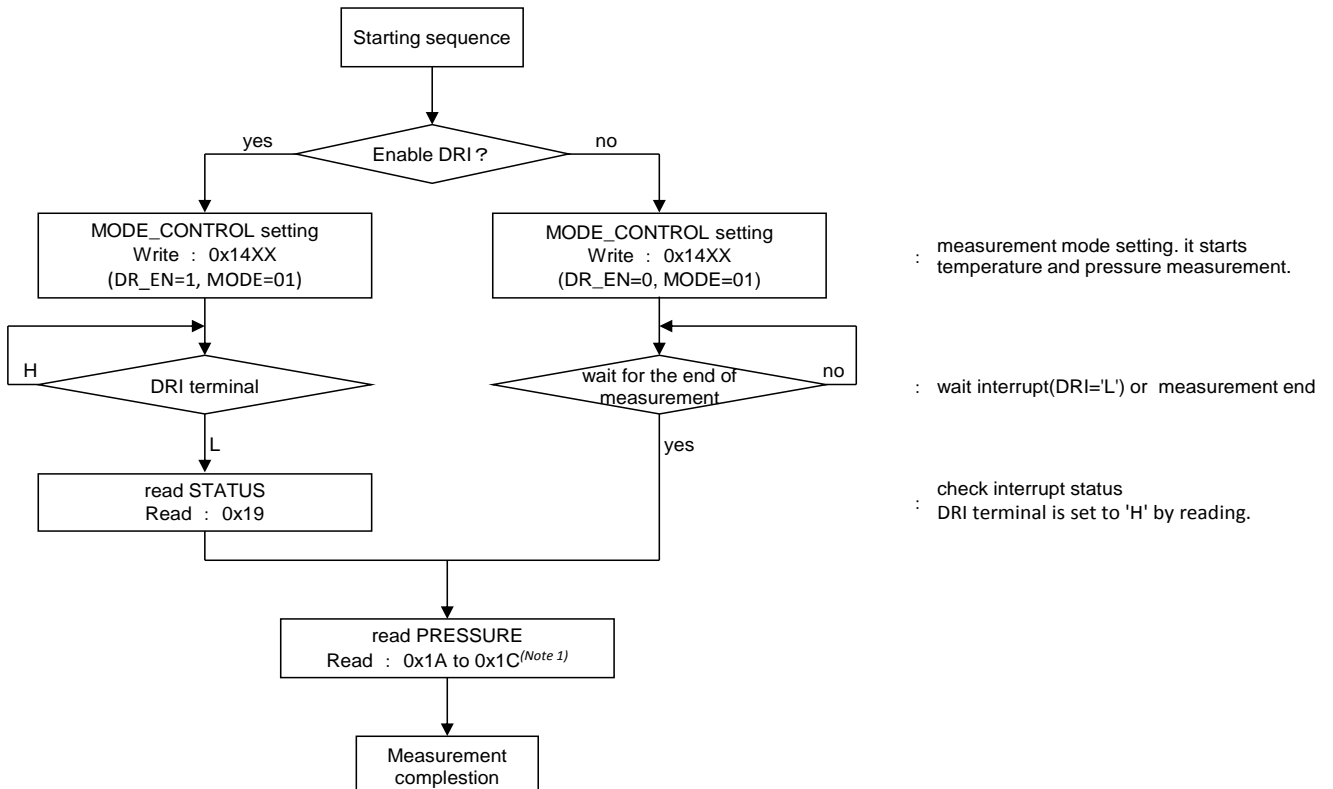 Starting sequence
yes
Enable DRI？
no
MODE_CONTROL setting
Write ： 0x14XX
(DR_EN=1, MODE=01)
MODE_CONTROL setting
Write ： 0x14XX
(DR_EN=0, MODE=01)
： measurement mode setting. it starts
temperature and pressure measurement.
H
DRI terminal
wait for the end of
measurement
no
： wait interrupt(DRI='L') or measurement end
L
yes
read STATUS
Read ： 0x19
： check interrupt status
DRI terminal is set to 'H' by reading.
read PRESSURE
Read ： 0x1A to 0x1C(Note 1)
Measurement
complestion